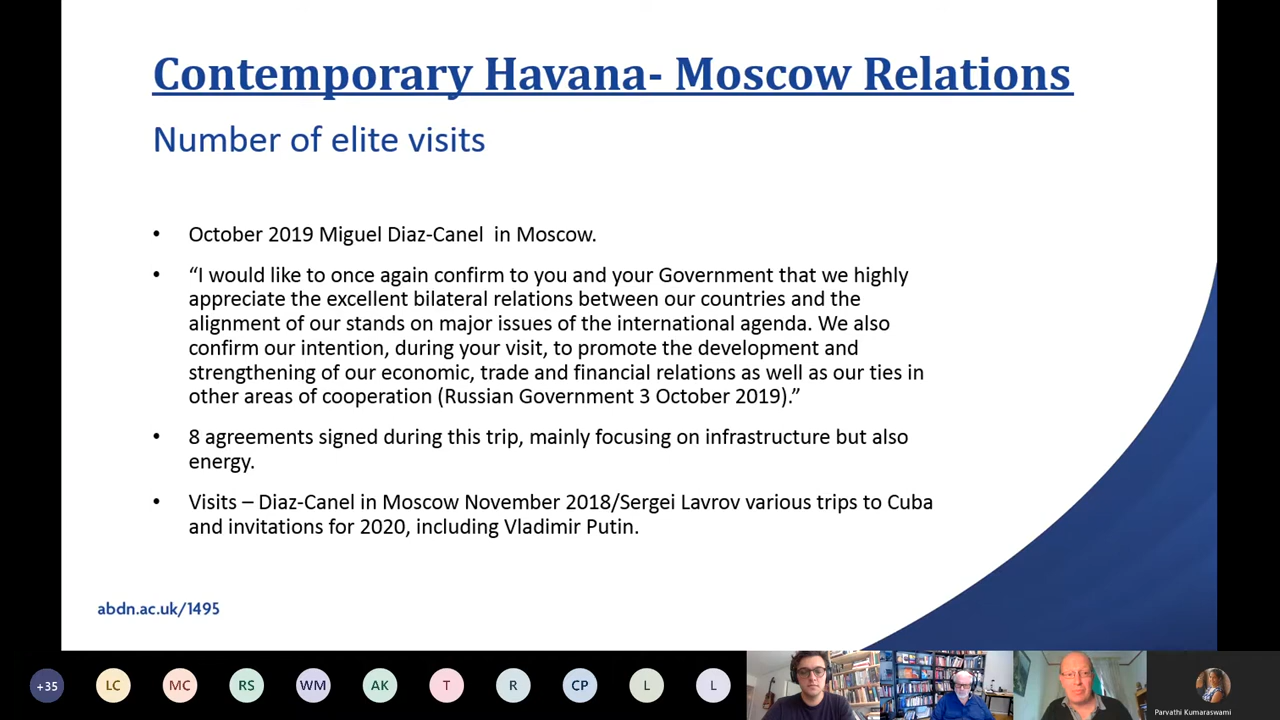 Contemporary Havana- Moscow Relations
Number of elite visits
• October 2019 Miguel Diaz-Canel in Moscow.
• “I would like to once again confirm to you and your Government that we highly
appreciate the excellent bilateral relations between our countries and the
alignment of our stands on major issues of the international agenda. We also
confirm our intention, during your visit, to promote the development and
strengthening of our economic, trade and financial relations as well as our ties in
other areas of cooperation (Russian Government 3 October 2019).”
• 8 agreements signed during this trip, mainly focusing on infrastructure but also
energy.
• Visits – Diaz-Canel in Moscow November 2018/Sergei Lavrov various trips to Cuba
and invitations for 2020, including Vladimir Putin.
abdn.ac.uk/1495
+35 LC MC RS WM AK T R CP L L
Parvathi Kumaraswami